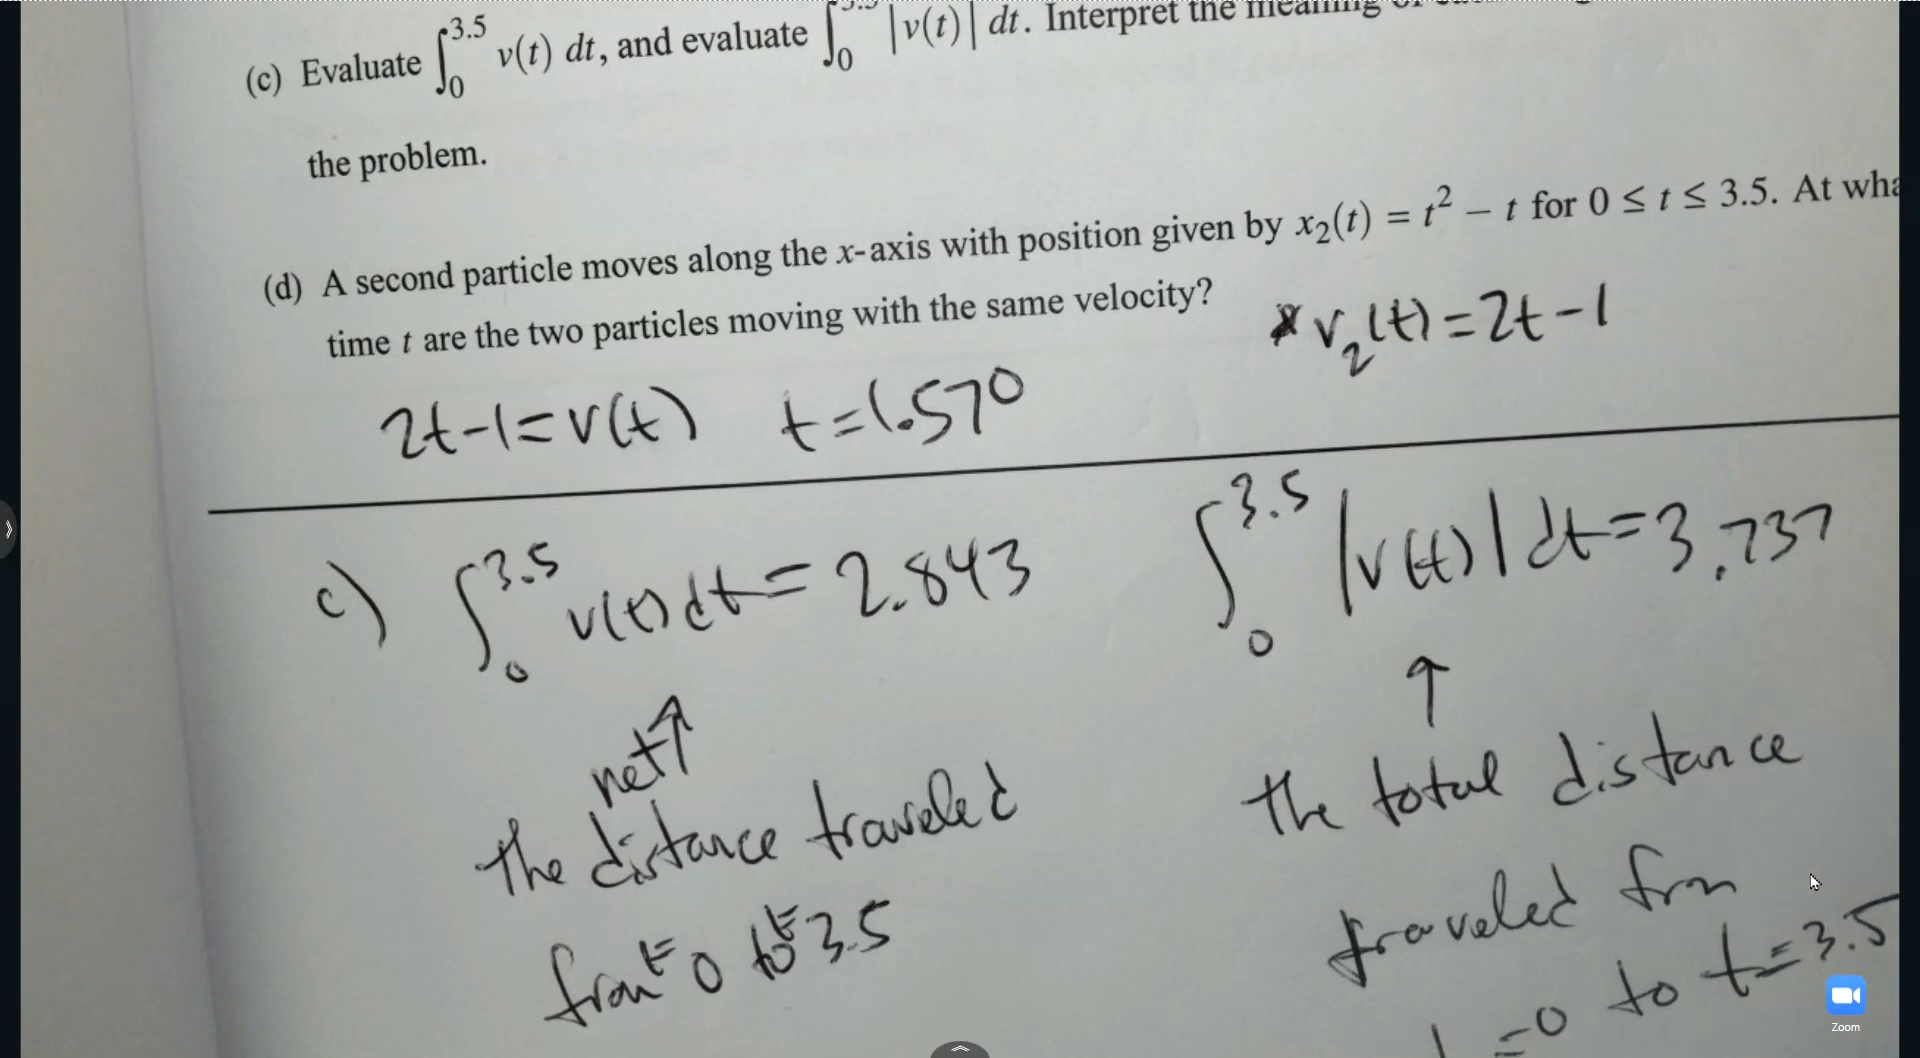 (c) Evaluate ∫₀^3.5 v(t) dt, and evaluate ∫₀^3.5 |v(t)| dt. Interpret the meaning of
the problem.
(d) A second particle moves along the x-axis with position given by x₂(t) = t² − t for 0 ≤ t ≤ 3.5. At
time t are the two particles moving with the same velocity?
v₂(t)=2t-1
2t-1=v(t) t=1.570
c) ∫₀^3.5 v(t)dt=2.843
net↑
the distance traveled
from t= 0 to t= 3.5
∫₀^3.5 |v(t)|dt=3.737
↑
the total distance
traveled from
t=0 to t=3.5
Zoom